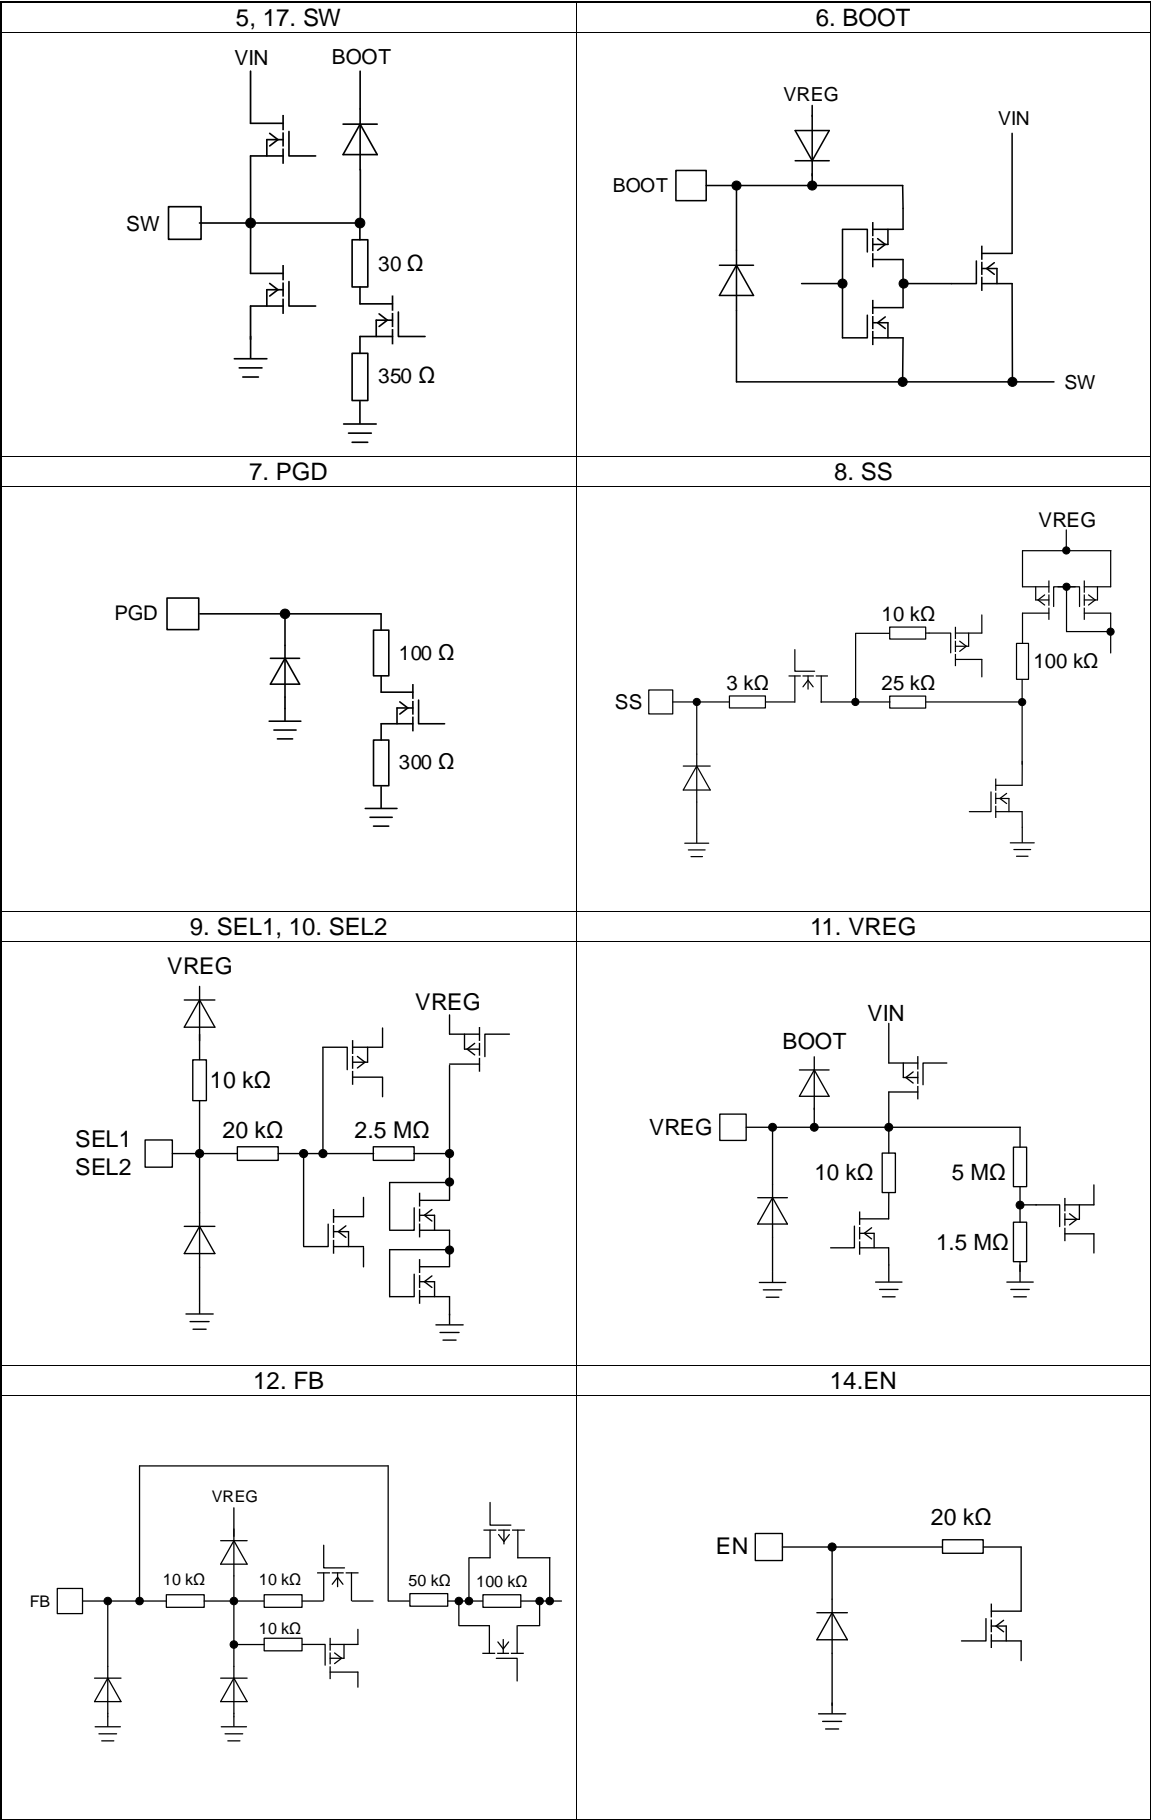 5, 17. SW
6. BOOT
VIN
BOOT
SW
30 Ω
350 Ω
VREG
VIN
BOOT
SW
7. PGD
8. SS
PGD
100 Ω
300 Ω
VREG
10 kΩ
100 kΩ
3 kΩ
25 kΩ
SS
9. SEL1, 10. SEL2
11. VREG
VREG
VREG
10 kΩ
20 kΩ
2.5 MΩ
SEL1
SEL2
VIN
BOOT
VREG
10 kΩ
5 MΩ
1.5 MΩ
12. FB
14.EN
VREG
10 kΩ
10 kΩ
50 kΩ
100 kΩ
FB
10 kΩ
20 kΩ
EN